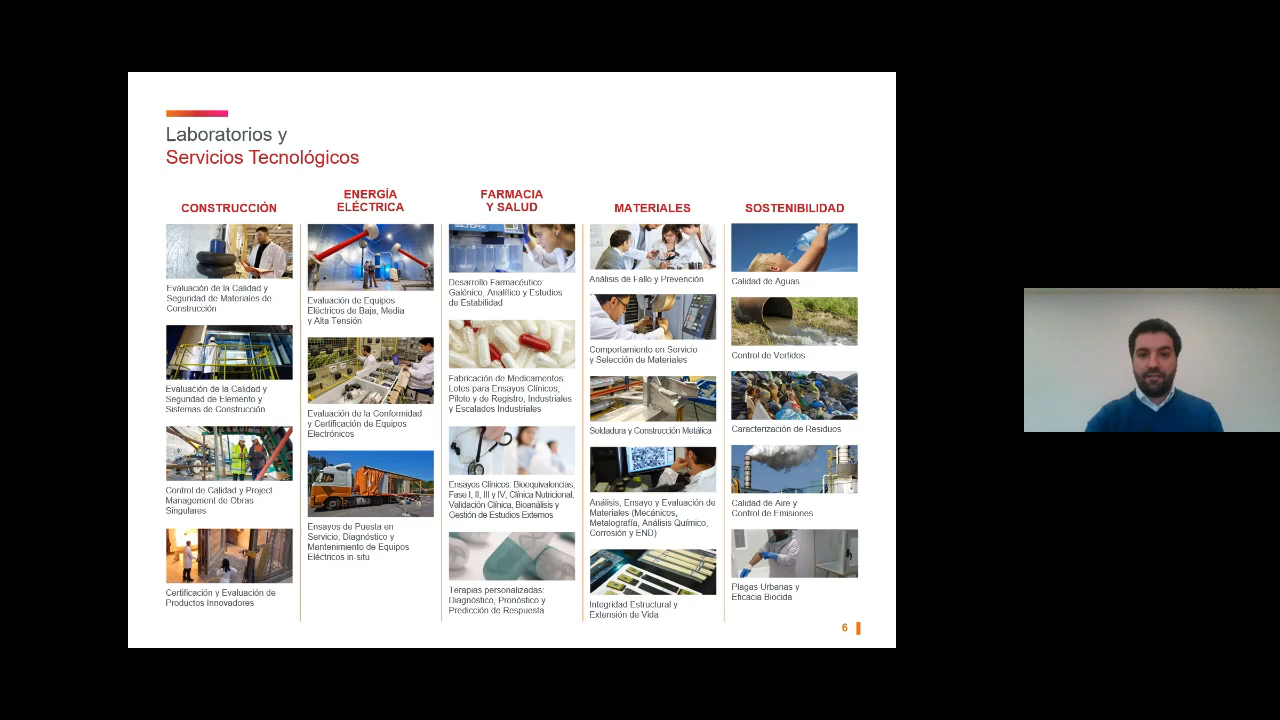 Laboratorios y
Servicios Tecnológicos
CONSTRUCCIÓN
Evaluación de la Calidad y
Seguridad de Materiales de
Construcción
Evaluación de la Calidad y
Seguridad de Elemento y
Sistemas de Construcción
Control de Calidad y Project
Management de Obras
Singulares
Certificación y Evaluación de
Productos Innovadores
ENERGÍA
ELÉCTRICA
Evaluación de Equipos
Eléctricos de Baja, Media
y Alta Tensión
Evaluación de la Conformidad
y Certificación de Equipos
Electrónicos
Ensayos de Puesta en
Servicio, Diagnóstico y
Mantenimiento de Equipos
Eléctricos in-situ
FARMACIA
Y SALUD
Desarrollo Farmacéutico:
Galénico, Analítico y Estudios
de Estabilidad
Fabricación de Medicamentos:
Lotes para Ensayos Clínicos,
Piloto y de Registro, Industriales
y Escalados Industriales
Ensayos Clínicos: Bioequivalencias,
Fase I, II, III y IV, Clínica Nutricional,
Validación Clínica, Bioanálisis y
Gestión de Estudios Externos
Terapias personalizadas:
Diagnóstico, Pronóstico y
Predicción de Respuesta
MATERIALES
Análisis de Fallo y Prevención
Comportamiento en Servicio
y Selección de Materiales
Soldadura y Construcción Metálica
Análisis, Ensayo y Evaluación de
Materiales (Mecánicos,
Metalografía, Análisis Químico,
Corrosión y END)
Integridad Estructural y
Extensión de Vida
SOSTENIBILIDAD
Calidad de Aguas
Control de Vertidos
Caracterización de Residuos
Calidad de Aire y
Control de Emisiones
Plagas Urbanas y
Eficacia Biocida
6